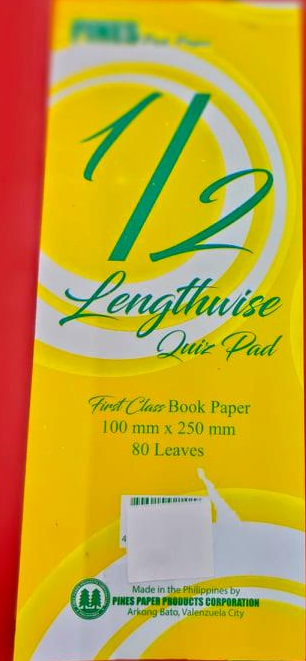 PINES Pad Paper
1/2
Lengthwise
Quiz Pad
First Class Book Paper
100 mm x 250 mm
80 Leaves
4
Made in the Philippines by
PINES PAPER PRODUCTS CORPORATION
Arkong Bato, Valenzuela City